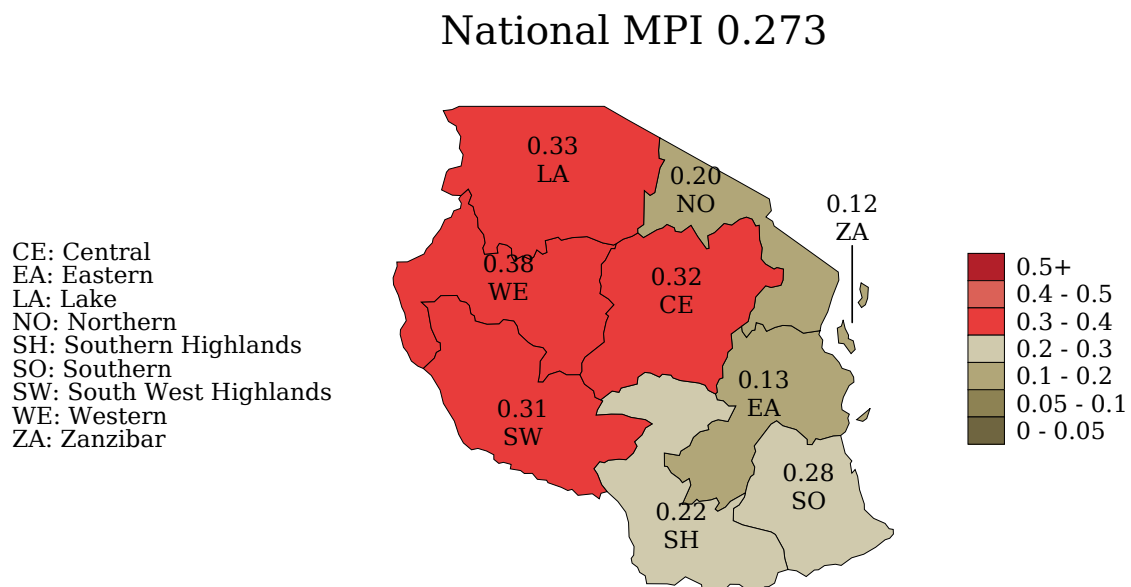 National MPI 0.273
0.33
LA
0.20
NO
0.12
ZA
CE: Central
EA: Eastern
LA: Lake
NO: Northern
SH: Southern Highlands
SO: Southern
SW: South West Highlands
WE: Western
ZA: Zanzibar
0.38
WE
0.32
CE
0.31
SW
0.13
EA
0.28
SO
0.22
SH
0.5+
0.4 - 0.5
0.3 - 0.4
0.2 - 0.3
0.1 - 0.2
0.05 - 0.1
0 - 0.05